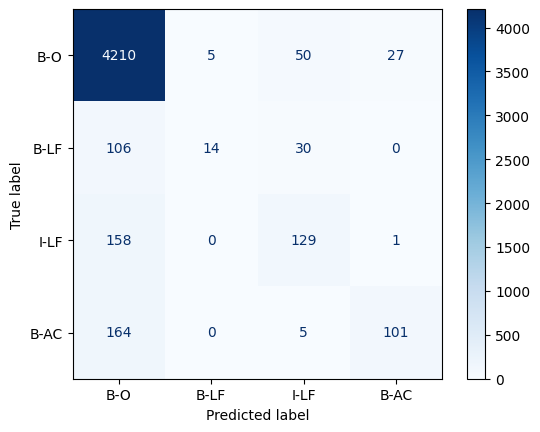 B-O 4210 5 50 27
B-LF 106 14 30 0
I-LF 158 0 129 1
B-AC 164 0 5 101
B-O B-LF I-LF B-AC
Predicted label
True label
4000
3500
3000
2500
2000
1500
1000
500
0